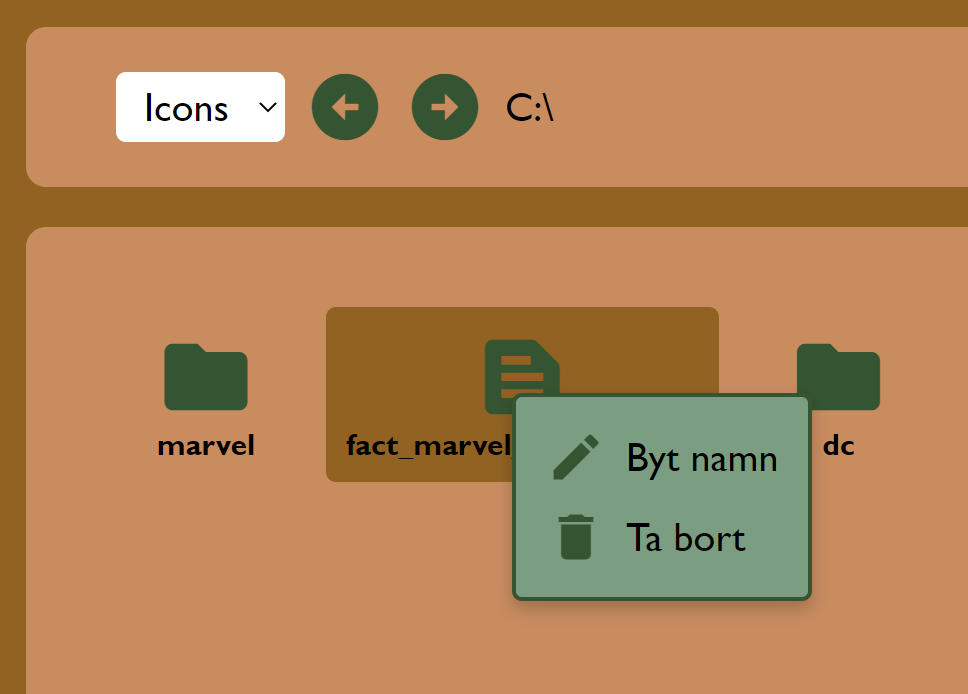 Icons
C:\
marvel
fact_marvel
dc
Byt namn
Ta bort